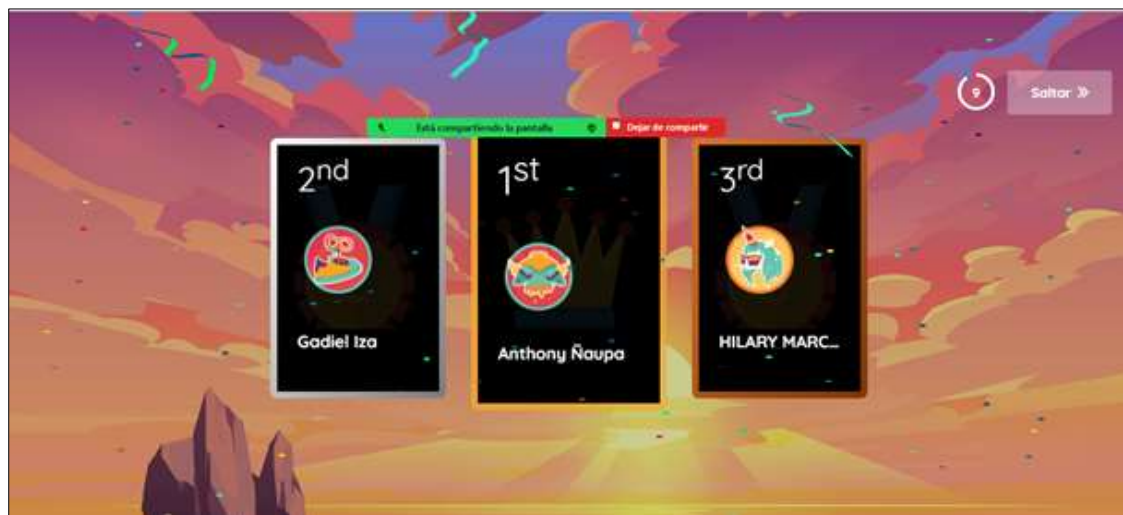 9
Saltar »
Está compartiendo la pantalla
Dejar de compartir
2nd
Gadiel Iza
1st
Anthony Ñaupa
3rd
HILARY MARC...